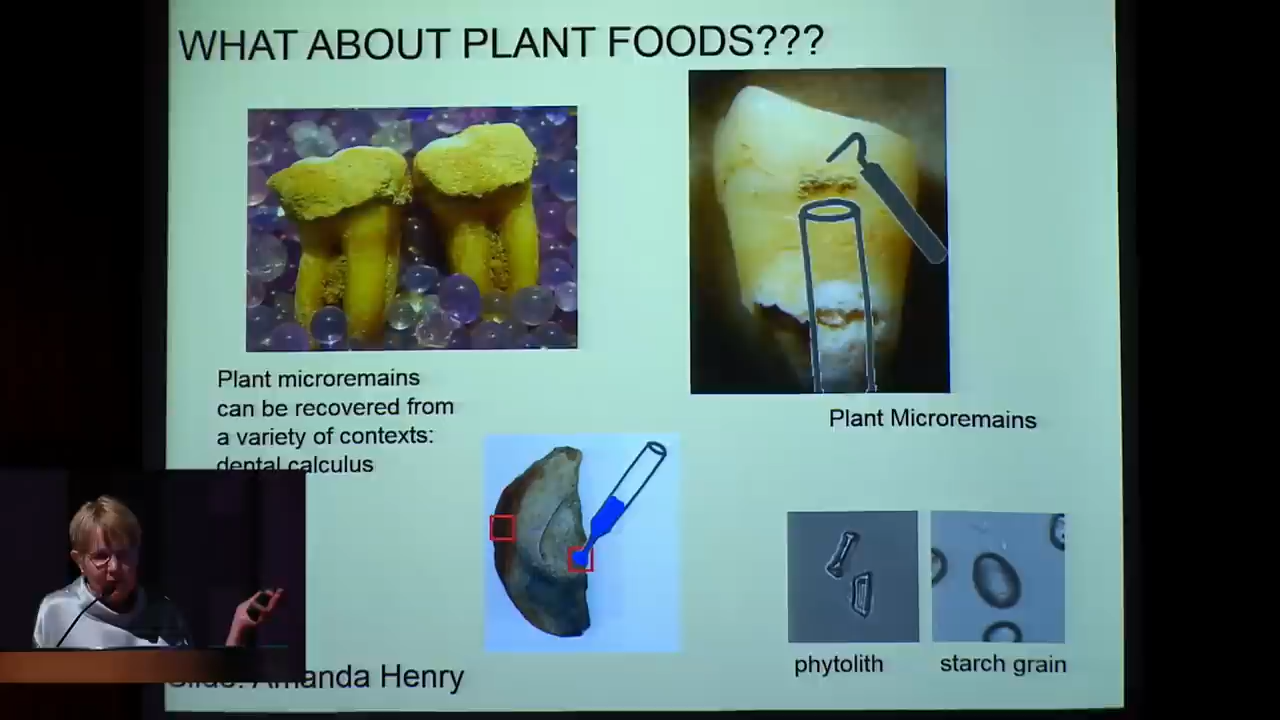 WHAT ABOUT PLANT FOODS???
Plant microremains
can be recovered from
a variety of contexts:
dental calculus
Plant Microremains
phytolith
starch grain
Slide: Amanda Henry